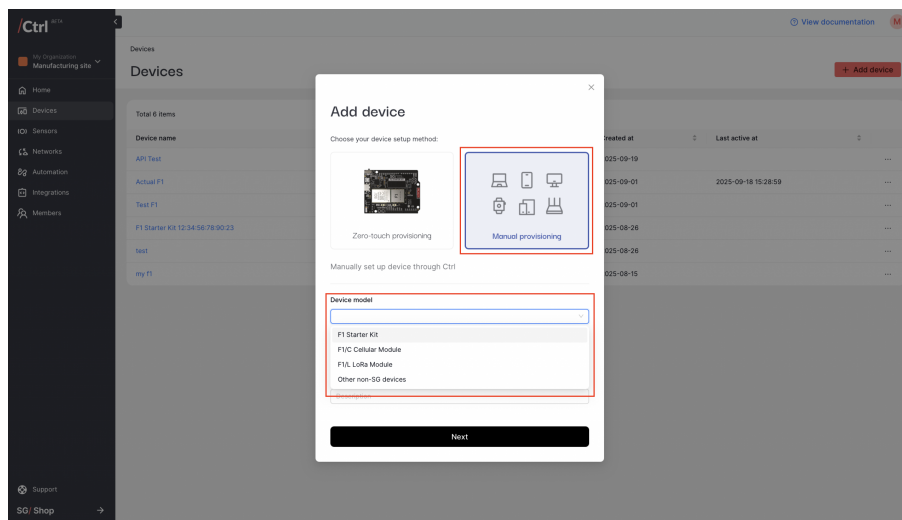 /Ctrl BETA
View documentation
M
My Organization
Manufacturing site
Home
Devices
Sensors
Networks
Automation
Integrations
Members
Support
SG/ Shop
Devices
Devices
+ Add device
Total 6 items
Device name
Created at
Last active at
API Test
2025-09-19
Actual F1
2025-09-01
2025-09-18 15:28:59
Test F1
2025-09-01
F1 Starter Kit 12:34:56:78:90:23
2025-08-26
test
2025-08-26
my f1
2025-08-15
Add device
Choose your device setup method:
Zero-touch provisioning
Manual provisioning
Manually set up device through Ctrl
Device model
F1 Starter Kit
F1/C Cellular Module
F1/L LoRa Module
Other non-SG devices
Description
Next